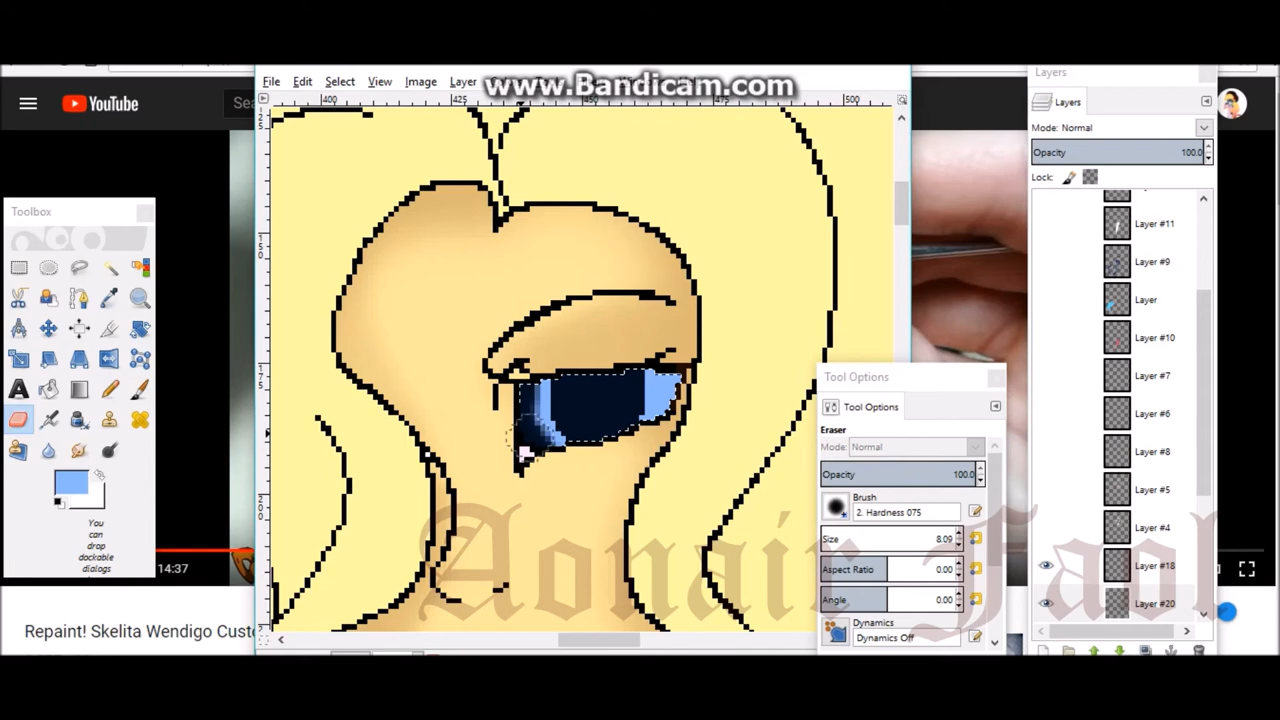 www.Bandicam.com
File Edit Select View Image Layer
YouTube
Sea
400 425 450 475 500
Toolbox
Layers
Layers
Mode: Normal
Opacity 100.0
Lock:
Layer #11
Layer #9
Layer
Layer #10
Layer #7
Layer #6
Layer #8
Layer #5
Layer #4
Layer #18
Layer #20
Tool Options
Tool Options
Eraser
Mode: Normal
Opacity 100.0
Brush
2. Hardness 075
Size 8.09
Aspect Ratio 0.00
Angle 0.00
Dynamics
Dynamics Off
You
can
drop
dockable
dialogs
14:37
Aonair Faol
Repaint! Skelita Wendigo Custo